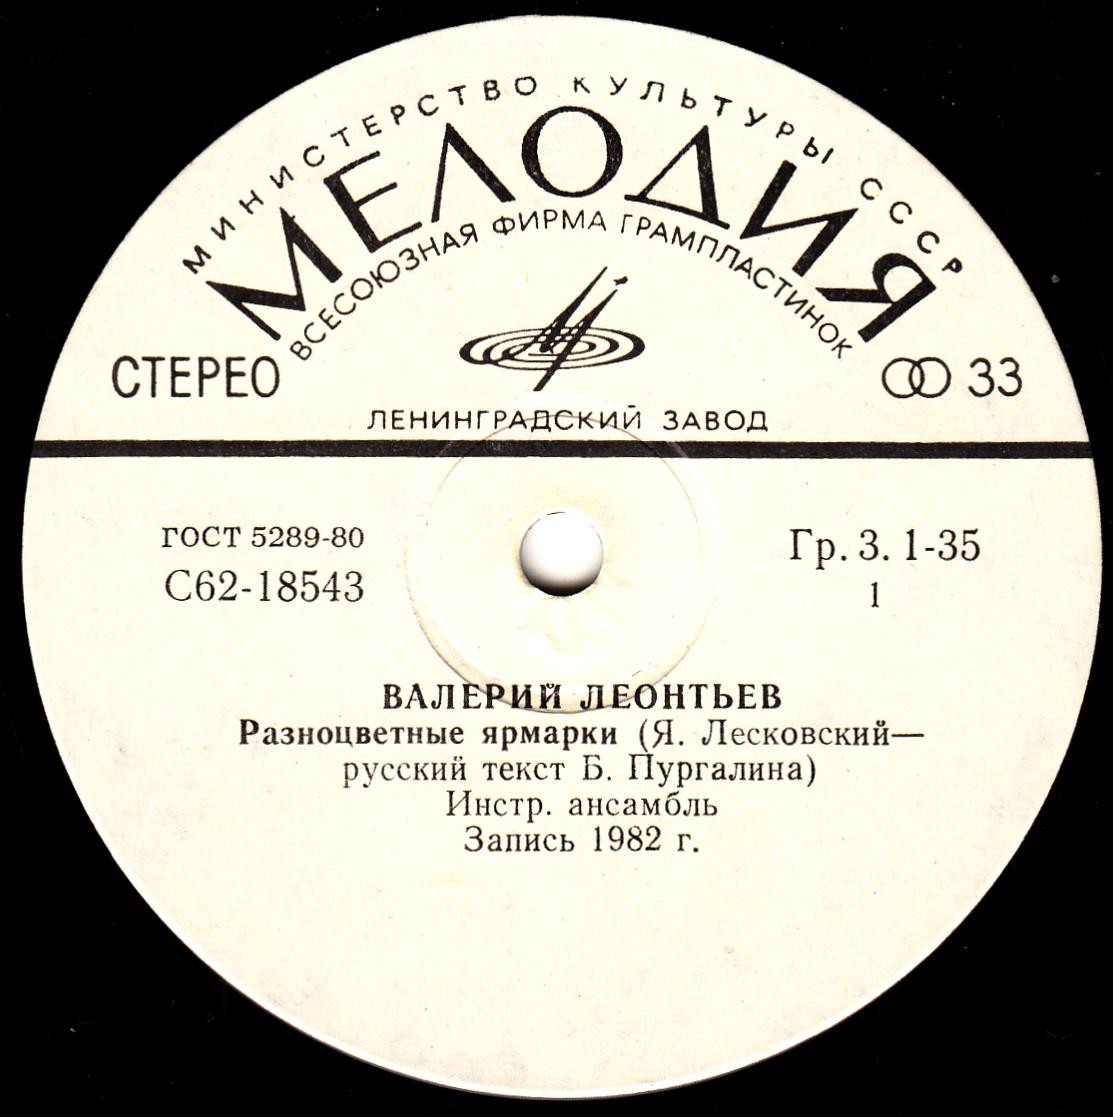 МИНИСТЕРСТВО КУЛЬТУРЫ СССР
МЕЛОДИЯ
ВСЕСОЮЗНАЯ ФИРМА ГРАМПЛАСТИНОК
СТЕРЕО
33
ЛЕНИНГРАДСКИЙ ЗАВОД
ГОСТ 5289-80
Гр. 3. 1-35
С62-18543
1
ВАЛЕРИЙ ЛЕОНТЬЕВ
Разноцветные ярмарки (Я. Лесковский—
русский текст Б. Пургалина)
Инстр. ансамбль
Запись 1982 г.